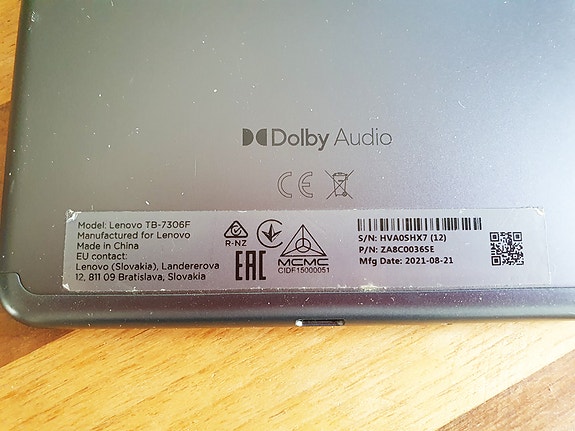 Dolby Audio
CE
Model: Lenovo TB-7306F
Manufactured for Lenovo
Made in China
EU contact:
Lenovo (Slovakia), Landererova
12, 811 09 Bratislava, Slovakia
R-NZ
EAC
MCMC
CIDF15000051
S/N: HVA0SHX7 (12)
P/N: ZA8C0036SE
Mfg Date: 2021-08-21